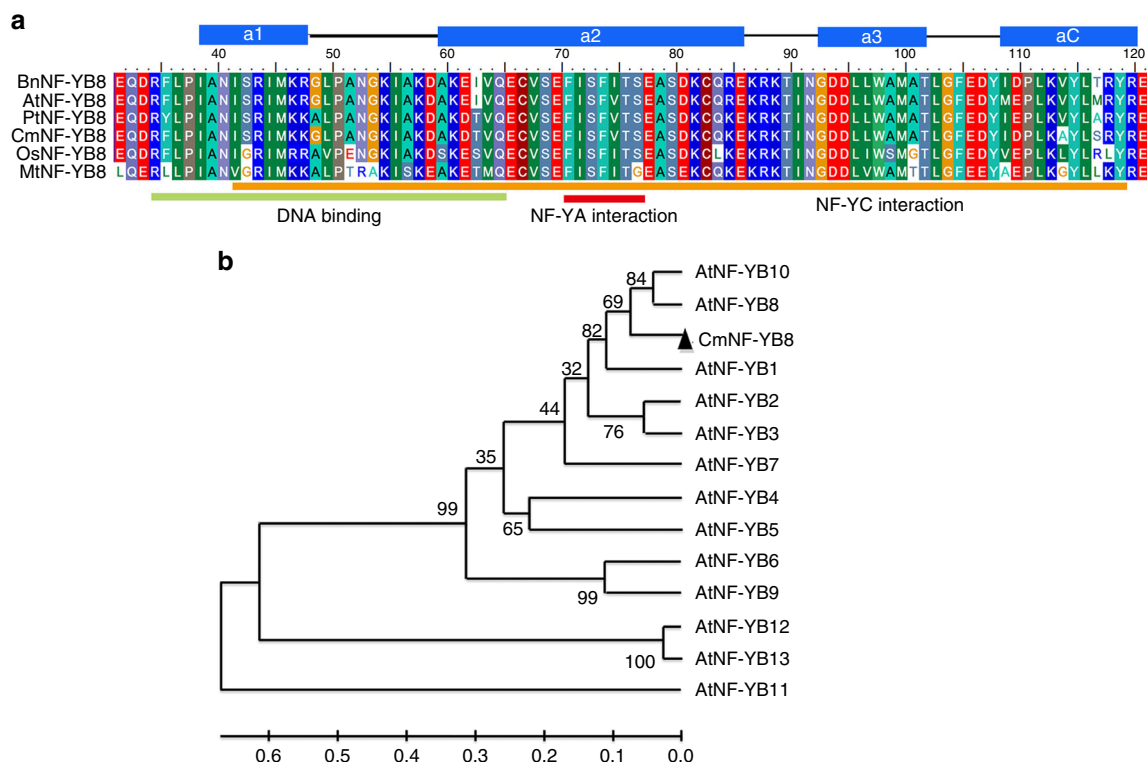 a
a1 a2 a3 aC
40 50 60 70 80 90 100 110 120
BnNF-YB8 EQDRFLPIANISRIMKRGLPANGKIAKDAKEIVQECVSEFISFITSEASDKCQREKRKTINGDDLLWAMATLGFEDYIDPLKVYLTRYRE
AtNF-YB8 EQDRFLPIANISRIMKRGLPANGKIAKDAKEIVQECVSEFISFVTSEASDKCQREKRKTINGDDLLWAMATLGFEDYMEPLKVYLMRYRE
PtNF-YB8 EQDRYLPIANISRIMKKALPANGKIAKDAKDTVQECVSEFISFITSEASDKCQKEKRKTINGDDLLWAMATLGFEDYIEPLKVYLARYRE
CmNF-YB8 EQDRFLPIANISRIMKKGLPANGKIAKDAKDTVQECVSEFISFVTSEASDKCQREKRKTINGDDLLWAMATLGFEDYIDPLKAYLSRYRE
OsNF-YB8 EQDRFLPIANIGRIMRRAVPENGKIAKDSKESVQECVSEFISFITSEASDKCLKEKRKTINGDDLIWSMGTLGFEDYVEPLKLYLRLYRE
MtNF-YB8 LQERLLPIANVGRIMKKALPTRAKISKEAKETMQECVSEFISFITGEASEKCQKEKRKTINGDDLVWAMTTLGFEDYAEPLKGYLLKYRE
DNA binding NF-YA interaction NF-YC interaction
b
AtNF-YB10
84
AtNF-YB8
69
CmNF-YB8
82
AtNF-YB1
32
AtNF-YB2
44
76
AtNF-YB3
35
AtNF-YB7
AtNF-YB4
99
65
AtNF-YB5
AtNF-YB6
99
AtNF-YB9
AtNF-YB12
100
AtNF-YB13
AtNF-YB11
0.6 0.5 0.4 0.3 0.2 0.1 0.0